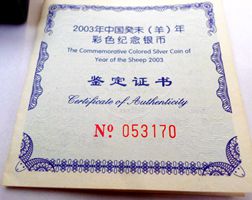 2003年中国癸未（羊）年
彩色纪念银币
The Commemorative Colored Silver Coin of
Year of the Sheep 2003
鉴定证书
Certificate of Authenticity
Nº 053170